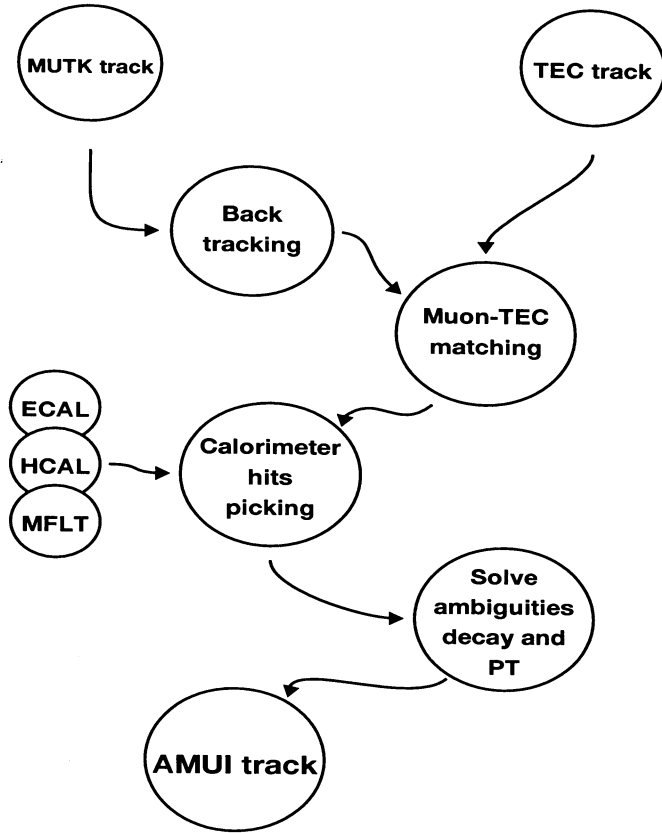 MUTK track
TEC track
Back
tracking
Muon-TEC
matching
ECAL
HCAL
MFLT
Calorimeter
hits
picking
Solve
ambiguities
decay and
PT
AMUI track